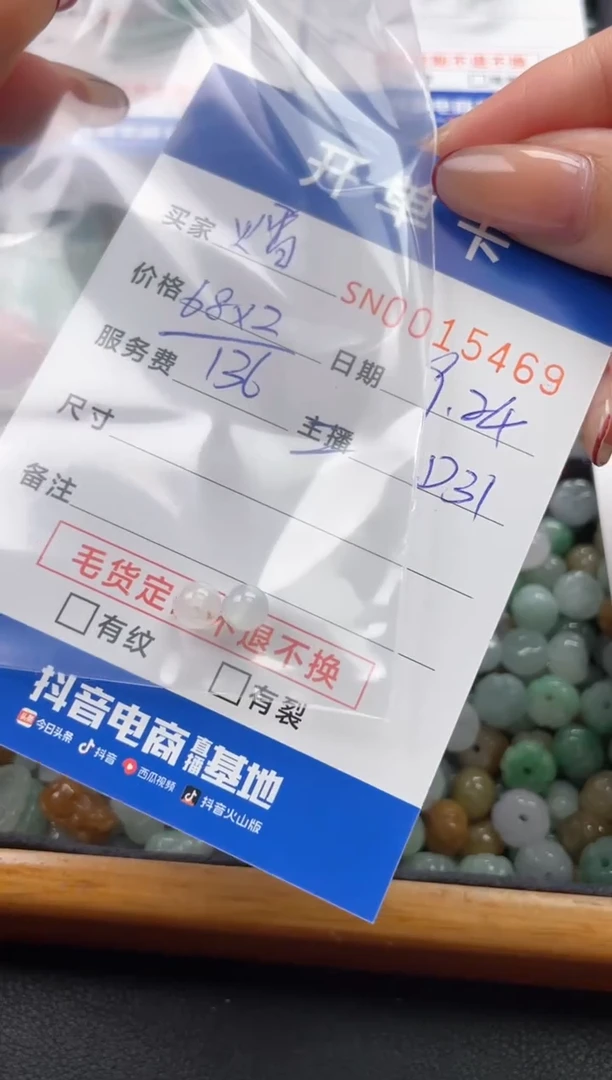 开单卡
买家
SN0015469
价格 68x2
日期 9.24
服务费 136
主播 D31
尺寸
备注
毛货定 不退不换
有纹
有裂
抖音电商直播基地
今日头条 抖音 西瓜视频 抖音火山版